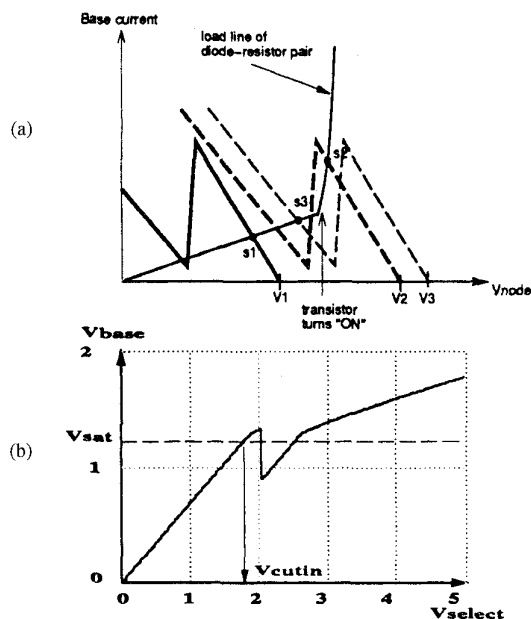 Base current
load line of
diode-resistor pair
(a)
s2
s3
s1
V1
V2
V3
Vnode
transistor
turns "ON"
Vbase
2
(b)
Vsat
1
Vcutin
0
0 1 2 3 4 5
Vselect